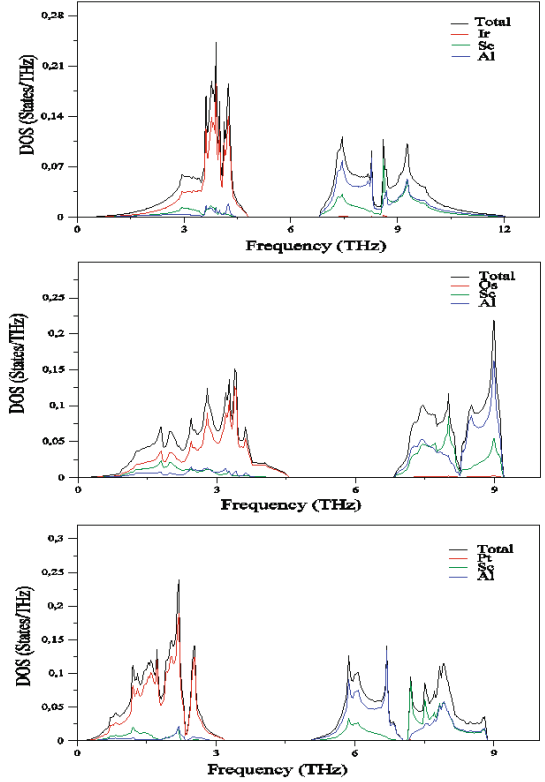 0,28
Total
Ir
Sc
Al
0,21
0,14
0,07
0
DOS (States/THz)
0 3 6 9 12
Frequency (THz)
Total
Os
Sc
Al
0,25
0,2
0,15
0,1
0,05
0
DOS (States/THz)
0 3 6 9
Frequency (THz)
0,3
Total
Pt
Sc
Al
0,25
0,2
0,15
0,1
0,05
0
DOS (States/THz)
0 3 6 9
Frequency (THz)